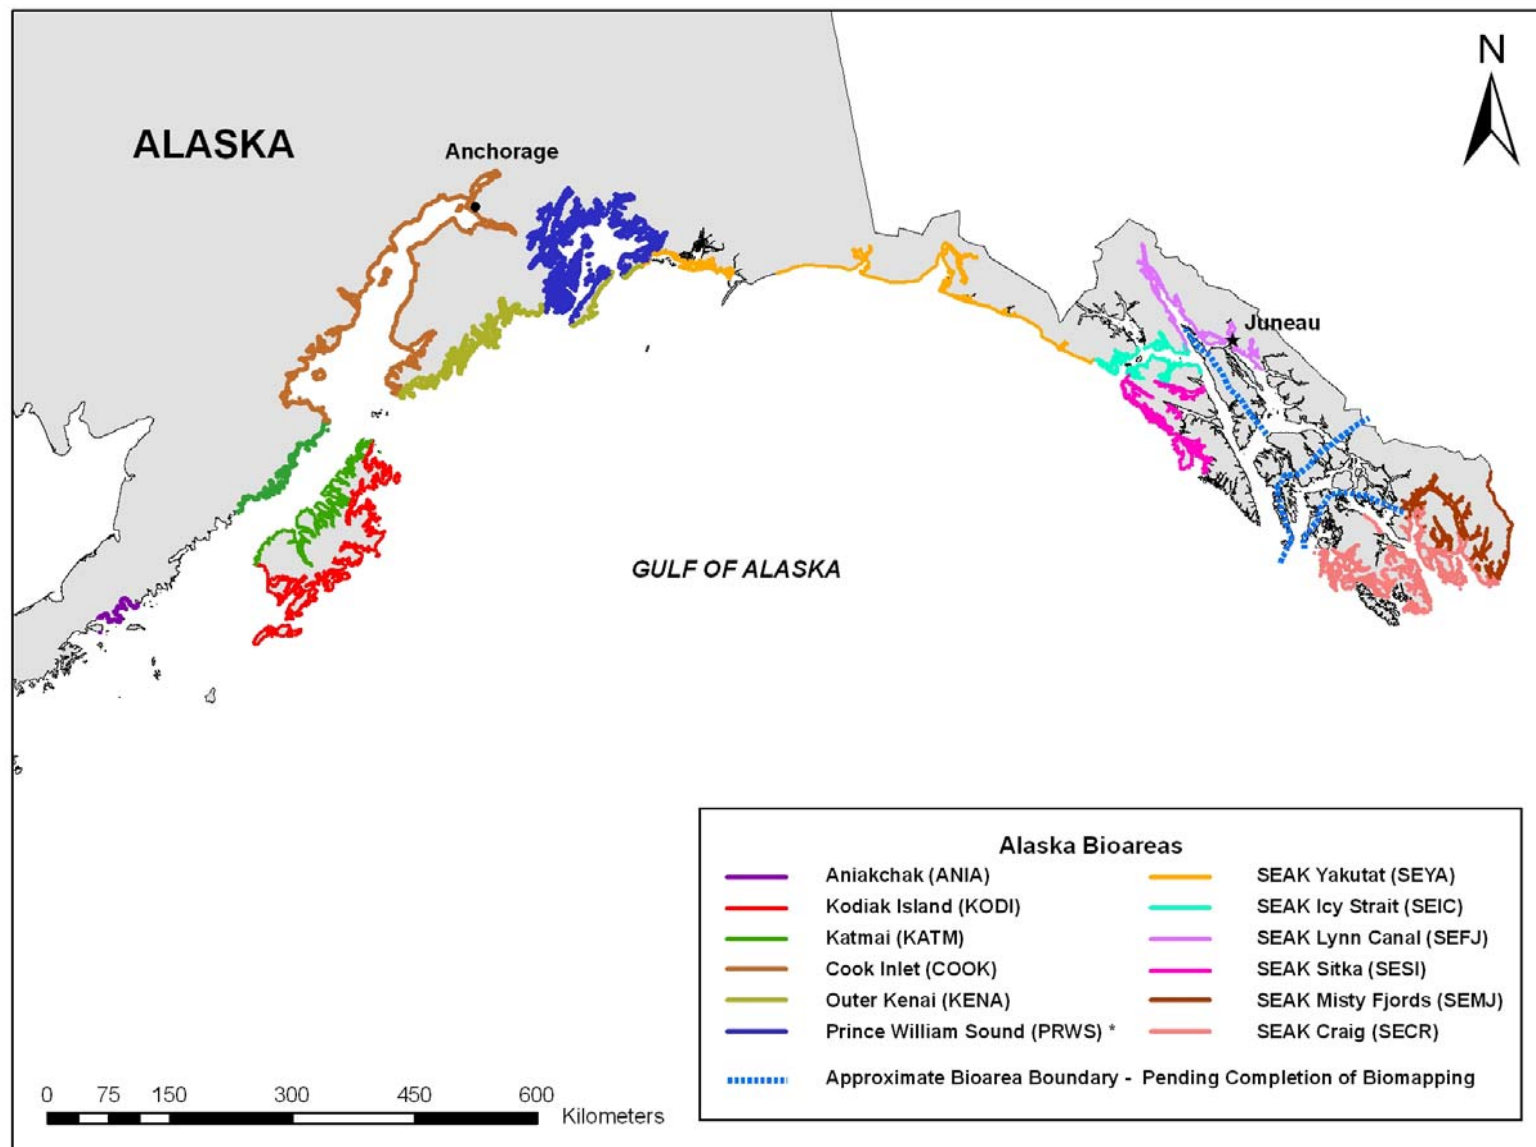 N
ALASKA
Anchorage
Juneau
GULF OF ALASKA
Alaska Bioareas
Aniakchak (ANIA)
Kodiak Island (KODI)
Katmai (KATM)
Cook Inlet (COOK)
Outer Kenai (KENA)
Prince William Sound (PRWS) *
SEAK Yakutat (SEYA)
SEAK Icy Strait (SEIC)
SEAK Lynn Canal (SEFJ)
SEAK Sitka (SESI)
SEAK Misty Fjords (SEMJ)
SEAK Craig (SECR)
Approximate Bioarea Boundary - Pending Completion of Biomapping
0 75 150 300 450 600
Kilometers